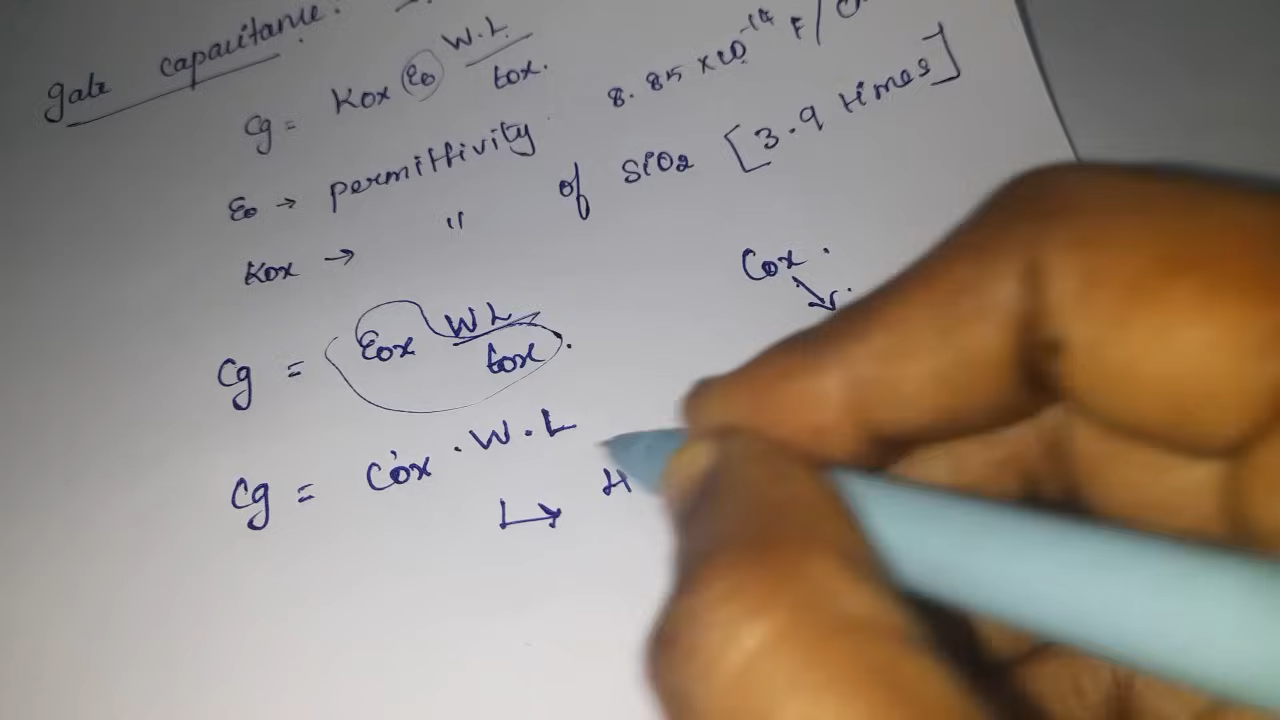 gate capacitance:
Cg = Kox ε0 W.L / tox.
ε0 → permittivity 8.85 × 10^-14 F/
Kox → " of SiO2 [3.9 times]
Cox.
Cg = εox WL / tox.
Cg = Cox . W.L